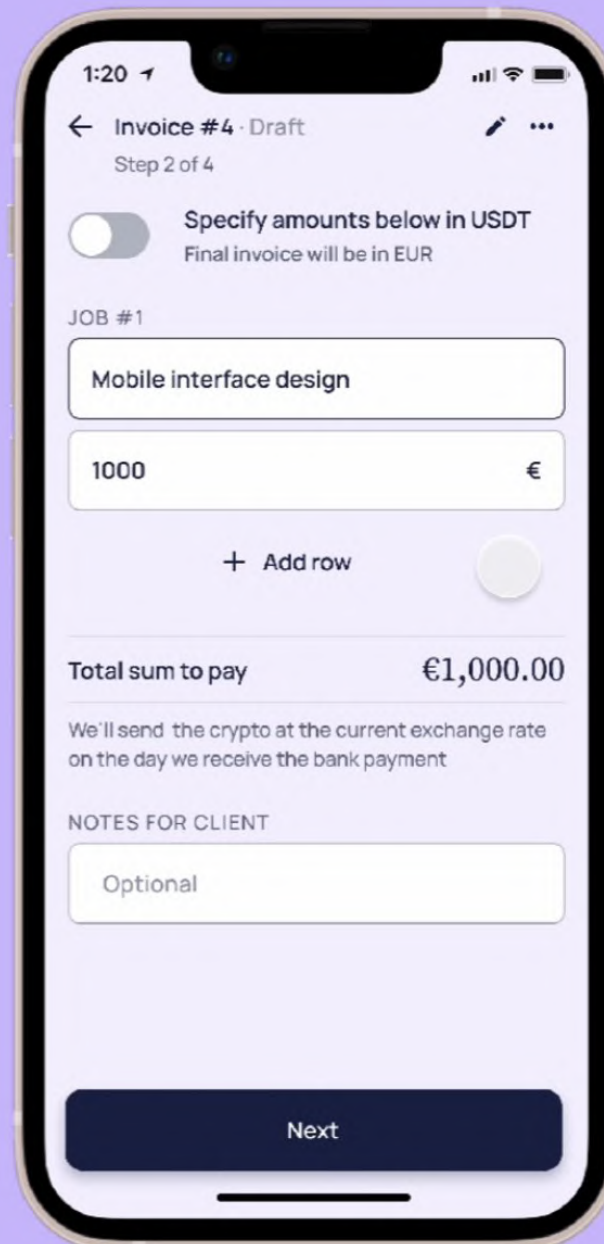 1:20
Invoice #4 · Draft
Step 2 of 4
Specify amounts below in USDT
Final invoice will be in EUR
JOB #1
Mobile interface design
1000 €
+ Add row
Total sum to pay €1,000.00
We'll send the crypto at the current exchange rate
on the day we receive the bank payment
NOTES FOR CLIENT
Optional
Next